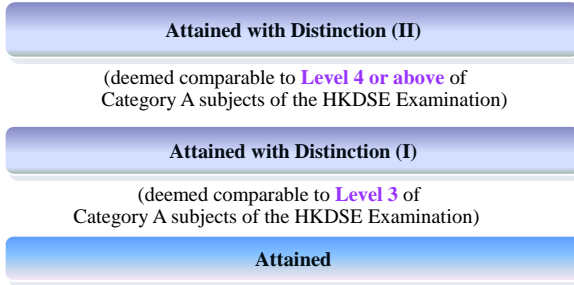 Attained with Distinction (II)
(deemed comparable to Level 4 or above of
Category A subjects of the HKDSE Examination)
Attained with Distinction (I)
(deemed comparable to Level 3 of
Category A subjects of the HKDSE Examination)
Attained